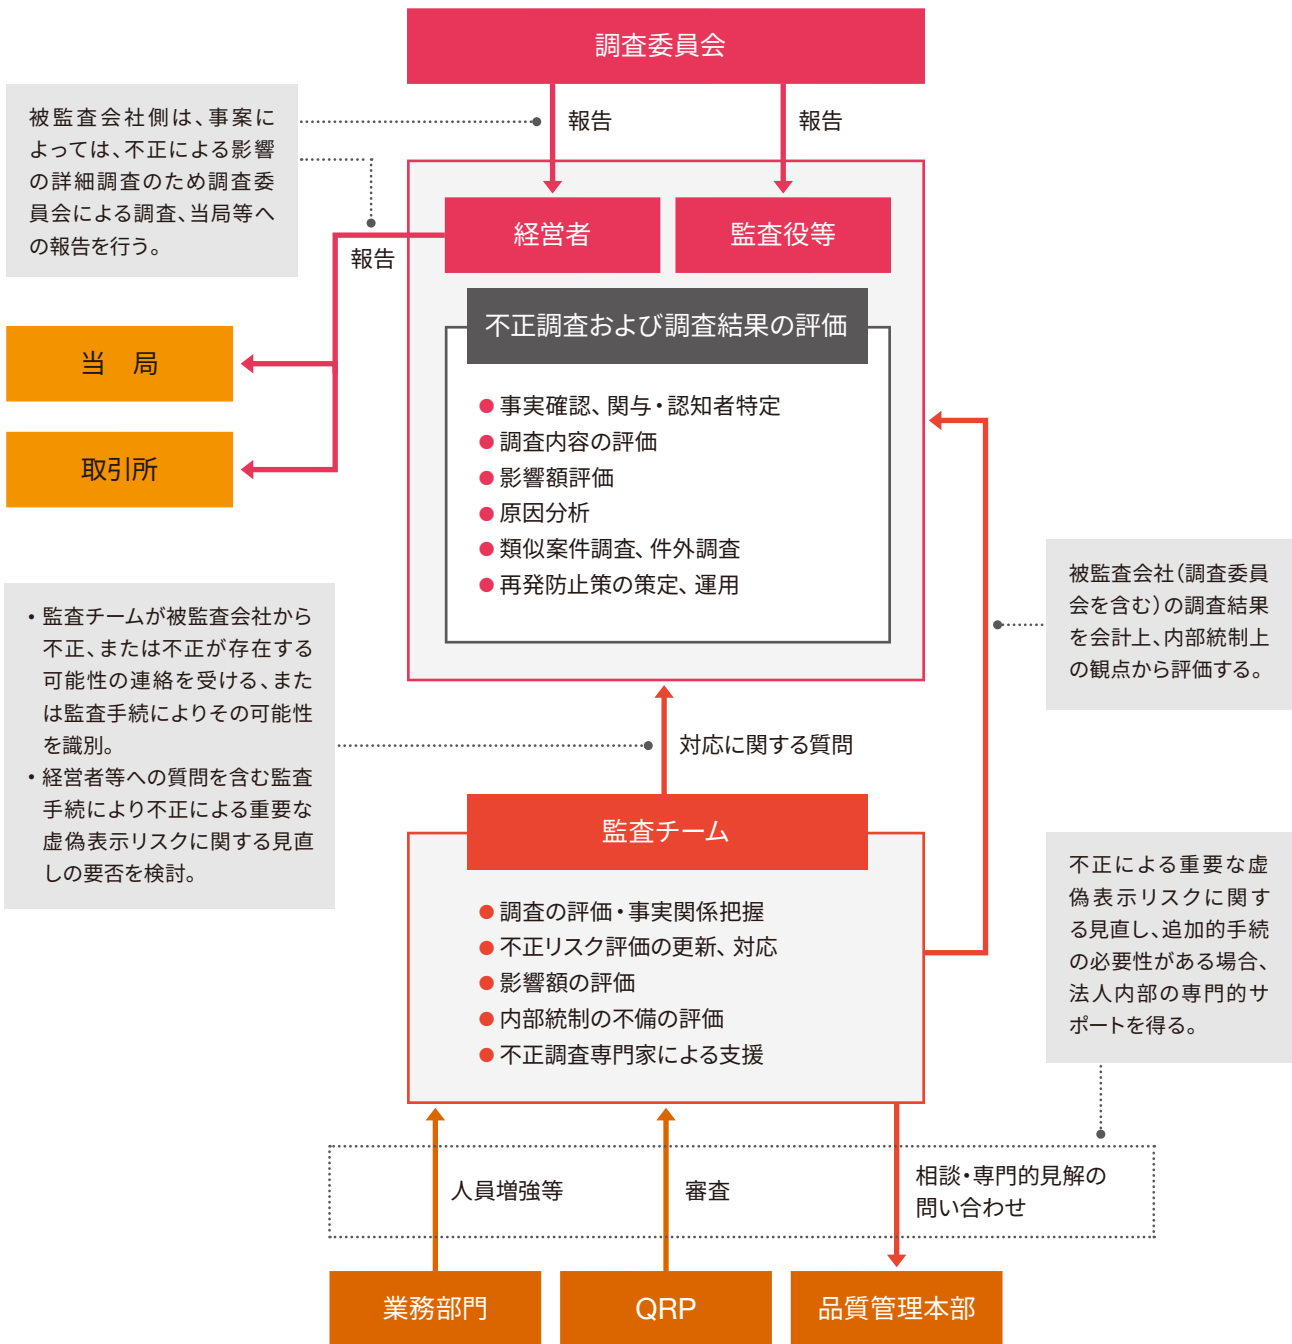 調査委員会
被監査会社側は、事案に
よっては、不正による影響
の詳細調査のため調査委
員会による調査、当局等へ
の報告を行う。
報告
報告
経営者
監査役等
報告
不正調査および調査結果の評価
当　局
取引所
●事実確認、関与・認知者特定
●調査内容の評価
●影響額評価
●原因分析
●類似案件調査、件外調査
●再発防止策の策定、運用
被監査会社(調査委員
会を含む)の調査結果
を会計上、内部統制上
の観点から評価する。
・監査チームが被監査会社から
不正、または不正が存在する
可能性の連絡を受ける、また
は監査手続によりその可能性
を識別。
・経営者等への質問を含む監査
手続により不正による重要な
虚偽表示リスクに関する見直
しの要否を検討。
対応に関する質問
監査チーム
●調査の評価・事実関係把握
●不正リスク評価の更新、対応
●影響額の評価
●内部統制の不備の評価
●不正調査専門家による支援
不正による重要な虚
偽表示リスクに関す
る見直し、追加的手続
の必要性がある場合、
法人内部の専門的サ
ポートを得る。
人員増強等
審査
相談・専門的見解の
問い合わせ
業務部門
QRP
品質管理本部